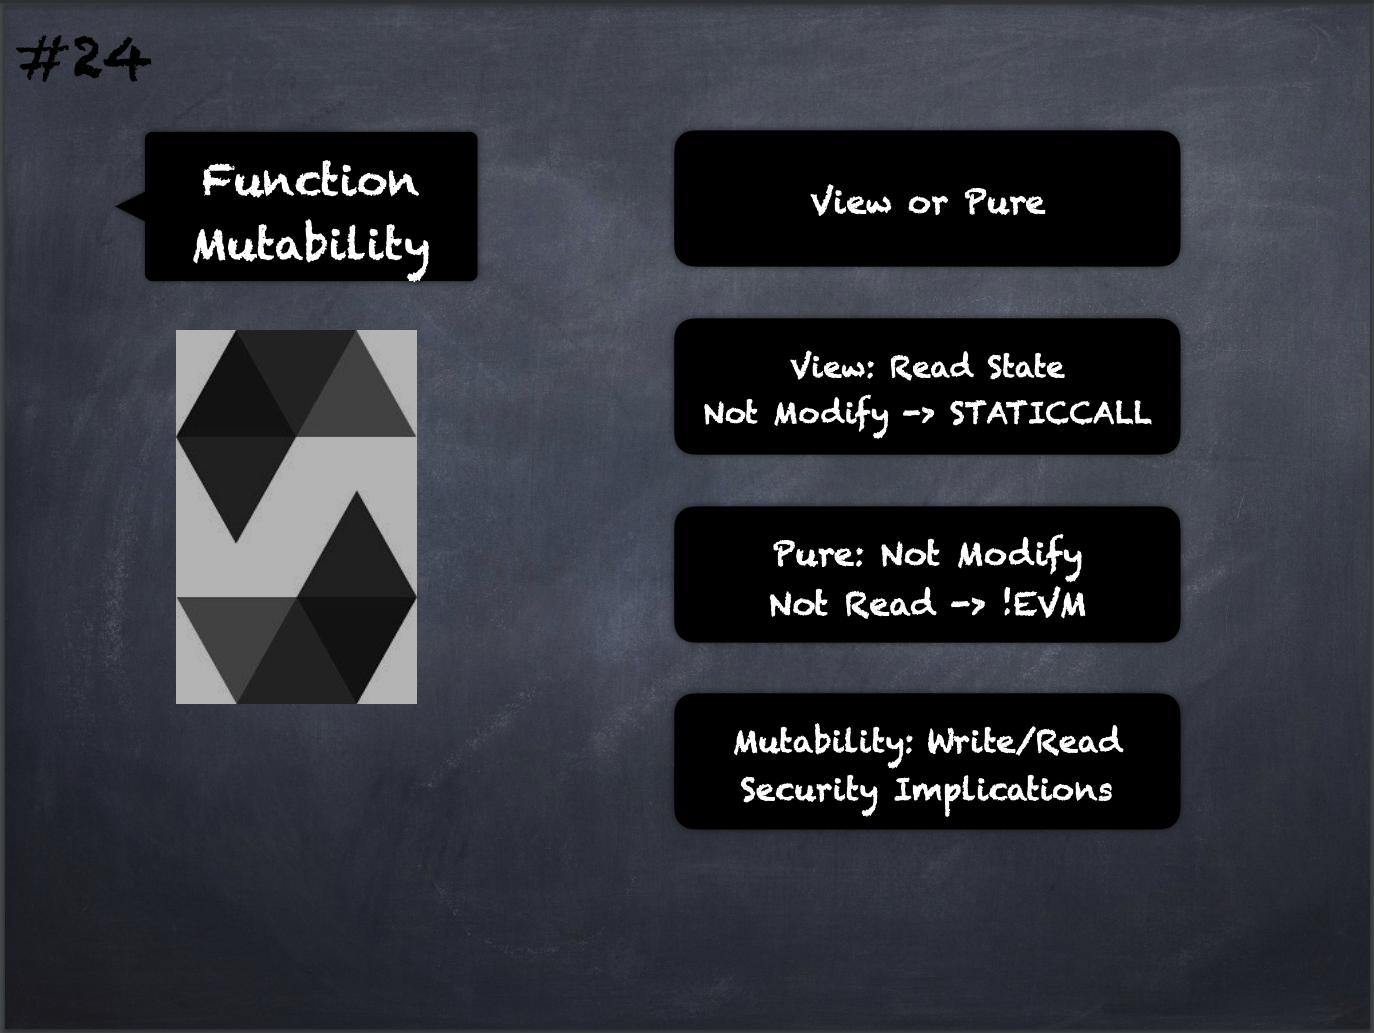 #24
Function
Mutability
View or Pure
View: Read State
Not Modify -> STATICCALL
Pure: Not Modify
Not Read -> !EVM
Mutability: Write/Read
Security Implications